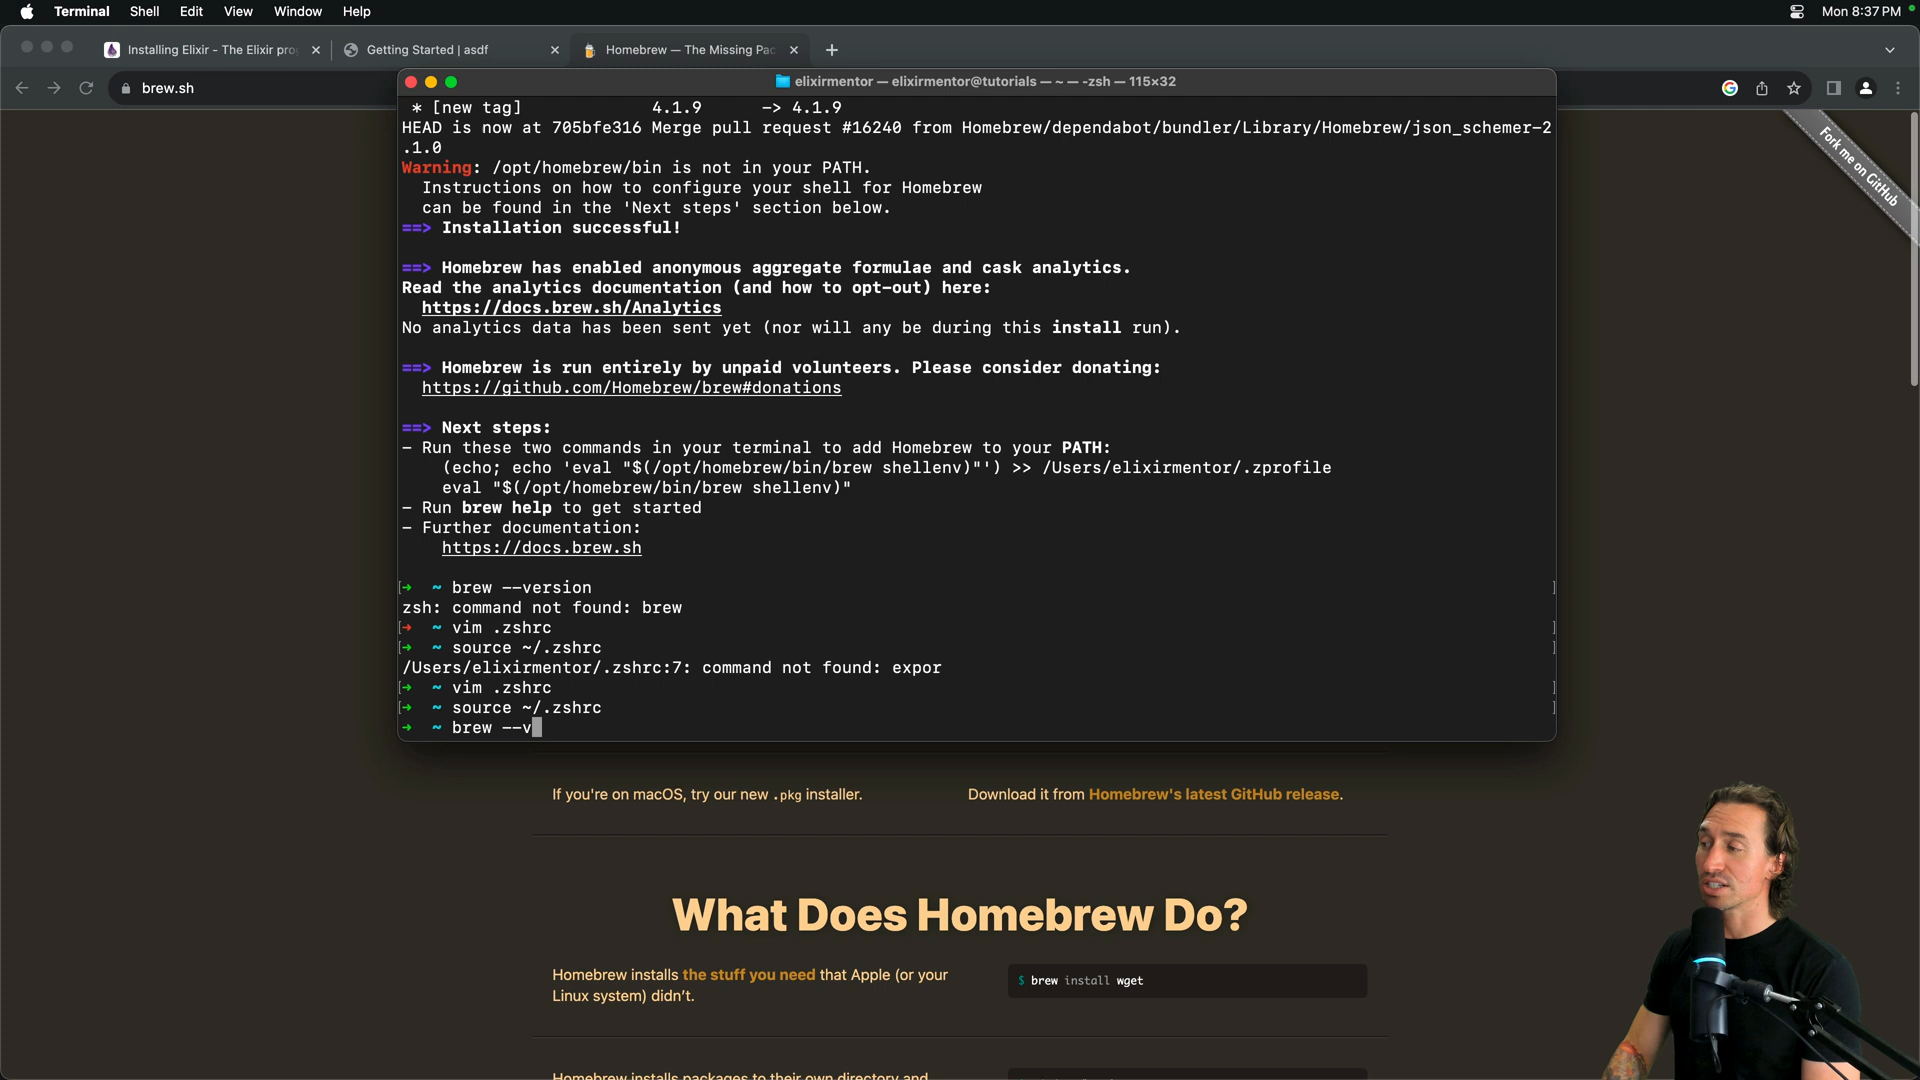 Terminal Shell Edit View Window Help Mon 8:37 PM
Installing Elixir - The Elixir pro Getting Started | asdf Homebrew — The Missing Pac
brew.sh
elixirmentor — elixirmentor@tutorials — ~ — -zsh — 115×32
* [new tag] 4.1.9 -> 4.1.9
HEAD is now at 705bfe316 Merge pull request #16240 from Homebrew/dependabot/bundler/Library/Homebrew/json_schemer-2
.1.0
Warning: /opt/homebrew/bin is not in your PATH.
Instructions on how to configure your shell for Homebrew
can be found in the 'Next steps' section below.
==> Installation successful!
==> Homebrew has enabled anonymous aggregate formulae and cask analytics.
Read the analytics documentation (and how to opt-out) here:
https://docs.brew.sh/Analytics
No analytics data has been sent yet (nor will any be during this install run).
==> Homebrew is run entirely by unpaid volunteers. Please consider donating:
https://github.com/Homebrew/brew#donations
==> Next steps:
- Run these two commands in your terminal to add Homebrew to your PATH:
(echo; echo 'eval "$(/opt/homebrew/bin/brew shellenv)"') >> /Users/elixirmentor/.zprofile
eval "$(/opt/homebrew/bin/brew shellenv)"
- Run brew help to get started
- Further documentation:
https://docs.brew.sh
[➜ ~ brew --version ]
zsh: command not found: brew
[➜ ~ vim .zshrc ]
[➜ ~ source ~/.zshrc ]
/Users/elixirmentor/.zshrc:7: command not found: expor
[➜ ~ vim .zshrc ]
[➜ ~ source ~/.zshrc ]
➜ ~ brew --v
Fork me on GitHub
If you're on macOS, try our new .pkg installer. Download it from Homebrew's latest GitHub release.
What Does Homebrew Do?
Homebrew installs the stuff you need that Apple (or your
Linux system) didn't.
$ brew install wget
Homebrew installs packages to their own directory and